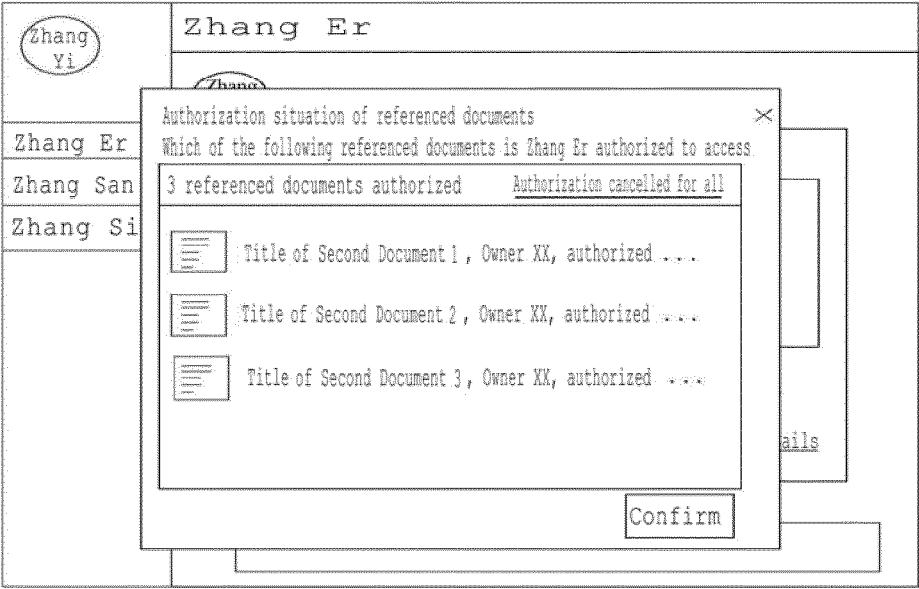 Zhang
Yi
Zhang Er
Zhang
Authorization situation of referenced documents
Zhang Er
Which of the following referenced documents is Zhang Er authorized to access
Zhang San
3 referenced documents authorized
Authorization cancelled for all
Zhang Si
Title of Second Document 1, Owner XX, authorized ...
Title of Second Document 2, Owner XX, authorized ...
Title of Second Document 3, Owner XX, authorized ...
ails
Confirm